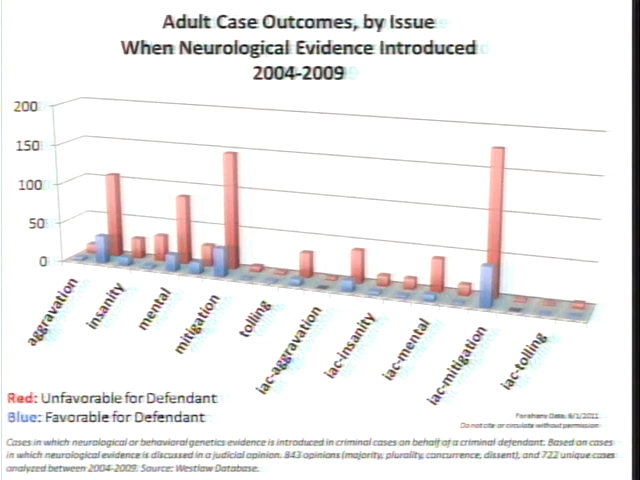 Adult Case Outcomes, by Issue
When Neurological Evidence Introduced
2004-2009
200
150
100
50
0
aggravation
insanity
mental
mitigation
tolling
iac-aggravation
iac-insanity
iac-mental
iac-mitigation
iac-tolling
Red: Unfavorable for Defendant
Blue: Favorable for Defendant
Farahany Data, 8/1/2011
Do not cite or circulate without permission
Cases in which neurological or behavioral genetics evidence is introduced in criminal cases on behalf of a criminal defendant. Based on cases
in which neurological evidence is discussed in a judicial opinion. 843 opinions (majority, plurality, concurrence, dissent), and 722 unique cases
analyzed between 2004-2009. Source: Westlaw Database.